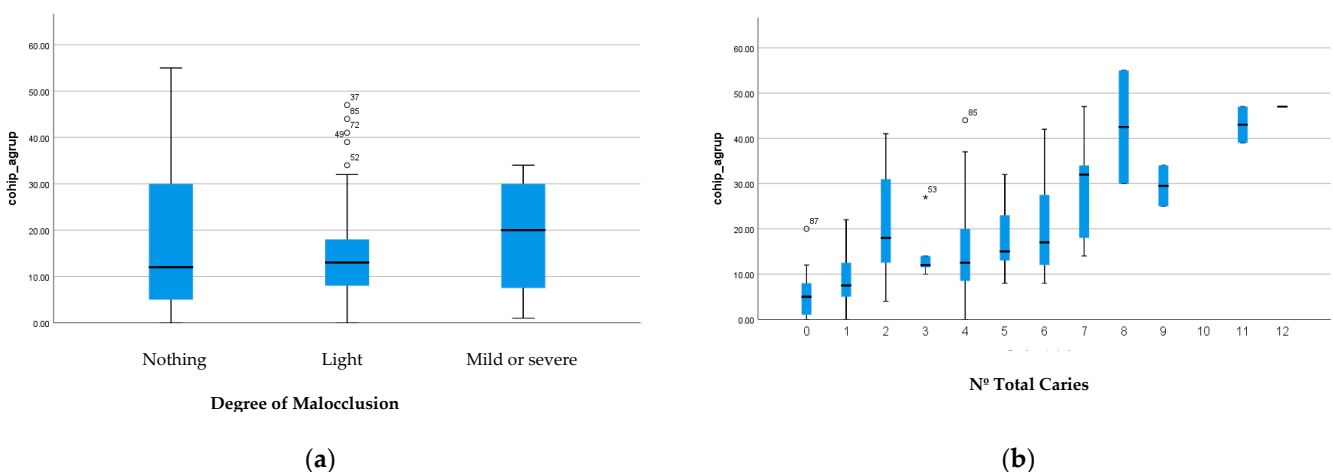 60.00
50.00
40.00
30.00
20.00
10.00
0.00
cohip_agrup
37
85
72
49
52
Nothing Light Mild or severe
Degree of Malocclusion
(a)
60.00
50.00
40.00
30.00
20.00
10.00
0.00
cohip_agrup
87
53
85
0 1 2 3 4 5 6 7 8 9 10 11 12
Nº Total Caries
(b)